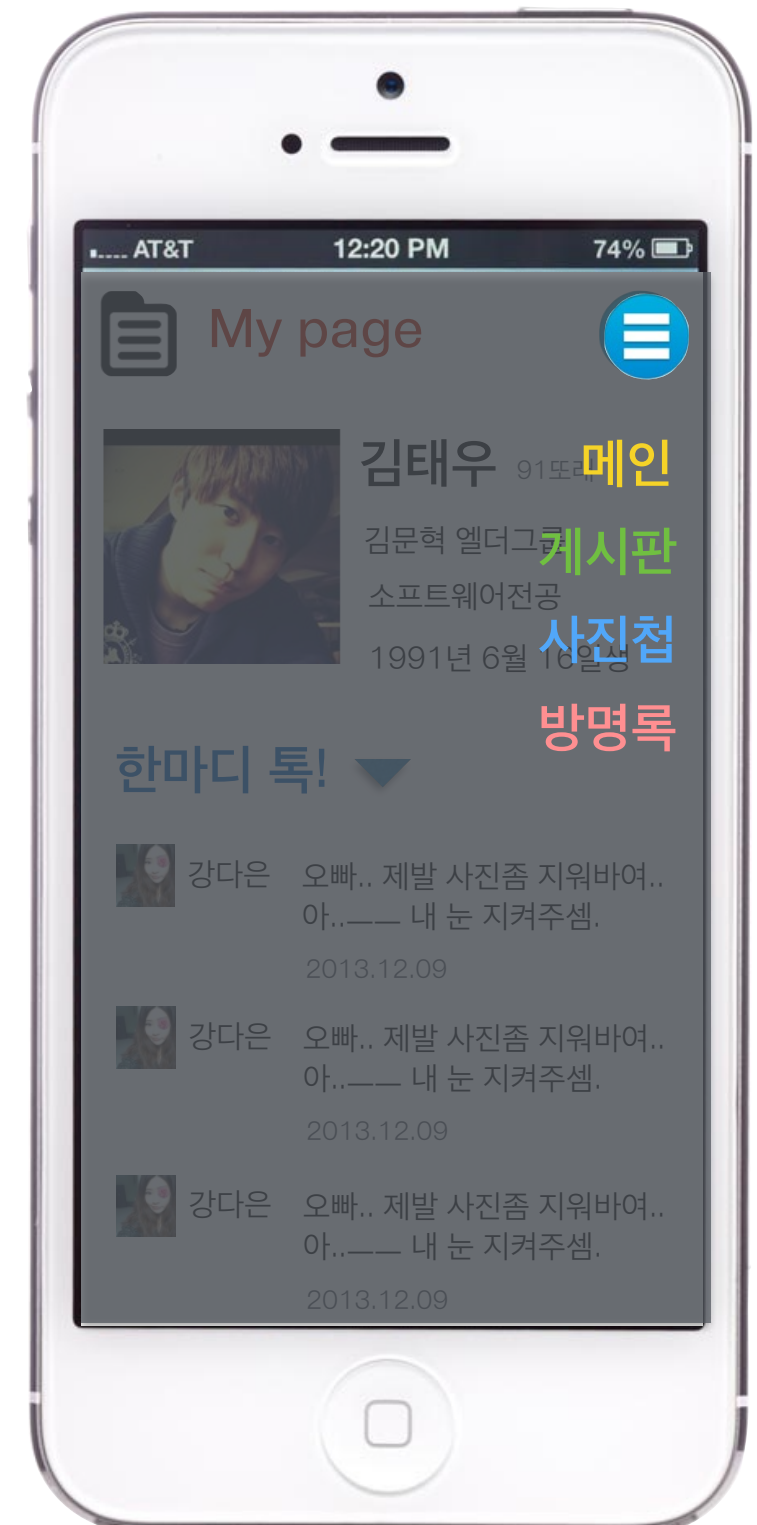 AT&T 12:20 PM 74%
My page
김태우 91또래
메인
김문혁 엘더그룹
게시판
소프트웨어전공
사진첩
1991년 6월 16일생
방명록
한마디 톡!
강다은 오빠.. 제발 사진좀 지워바여..
아..ㅡㅡ 내 눈 지켜주셈.
2013.12.09
강다은 오빠.. 제발 사진좀 지워바여..
아..ㅡㅡ 내 눈 지켜주셈.
2013.12.09
강다은 오빠.. 제발 사진좀 지워바여..
아..ㅡㅡ 내 눈 지켜주셈.
2013.12.09